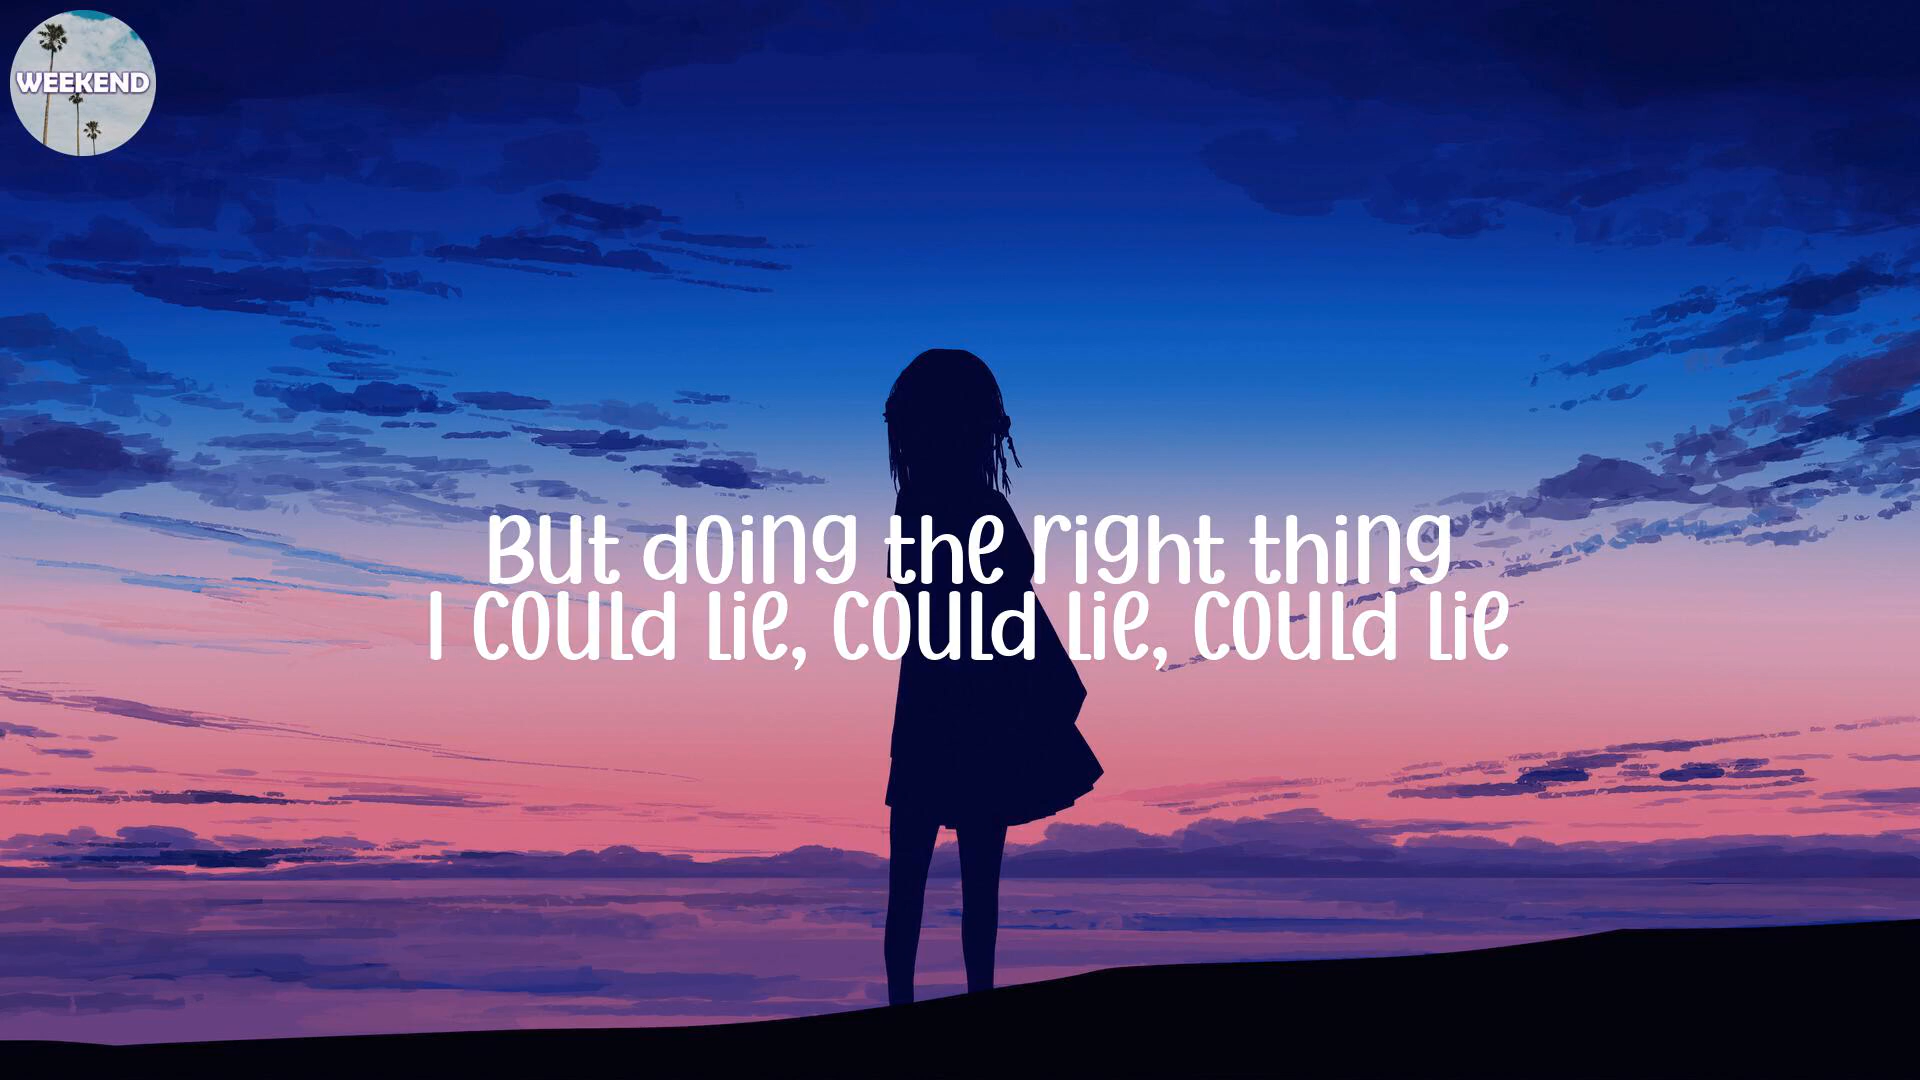 WEEKEND
But doing the right thing
I could lie, could lie, could lie